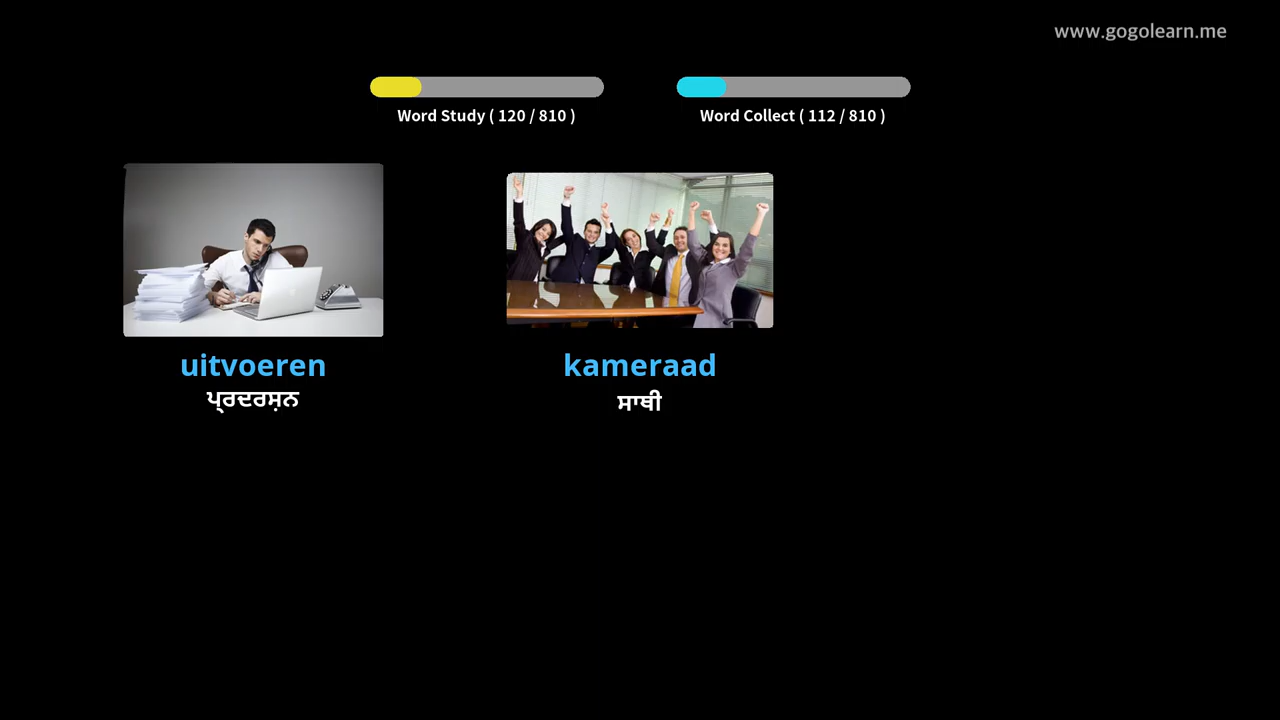 www.gogolearn.me
Word Study ( 120 / 810 )
Word Collect ( 112 / 810 )
uitvoeren
ਪ੍ਰਦਰਸ਼ਨ
kameraad
ਸਾਥੀ